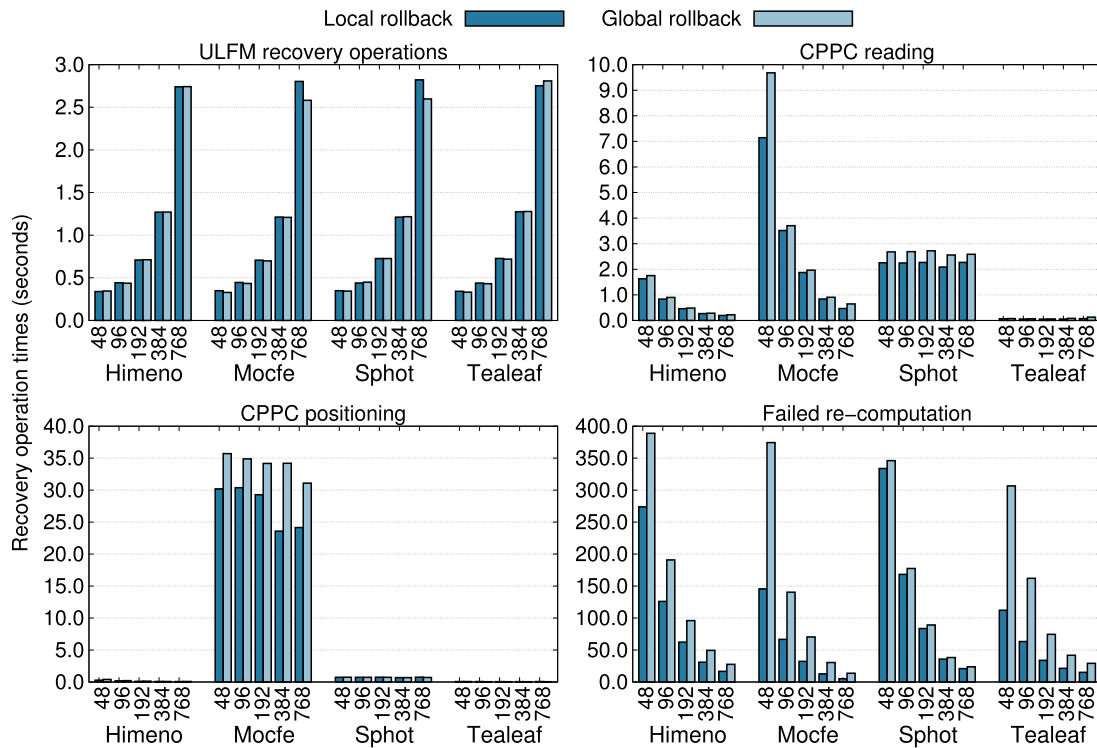 Local rollback Global rollback
Recovery operation times (seconds)
ULFM recovery operations
3.0
2.5
2.0
1.5
1.0
0.5
0.0
48 96 192 384 768 48 96 192 384 768 48 96 192 384 768 48 96 192 384 768
Himeno Mocfe Sphot Tealeaf
CPPC reading
10.0
9.0
8.0
7.0
6.0
5.0
4.0
3.0
2.0
1.0
0.0
48 96 192 384 768 48 96 192 384 768 48 96 192 384 768 48 96 192 384 768
Himeno Mocfe Sphot Tealeaf
CPPC positioning
40.0
35.0
30.0
25.0
20.0
15.0
10.0
5.0
0.0
48 96 192 384 768 48 96 192 384 768 48 96 192 384 768 48 96 192 384 768
Himeno Mocfe Sphot Tealeaf
Failed re−computation
400.0
350.0
300.0
250.0
200.0
150.0
100.0
50.0
0.0
48 96 192 384 768 48 96 192 384 768 48 96 192 384 768 48 96 192 384 768
Himeno Mocfe Sphot Tealeaf